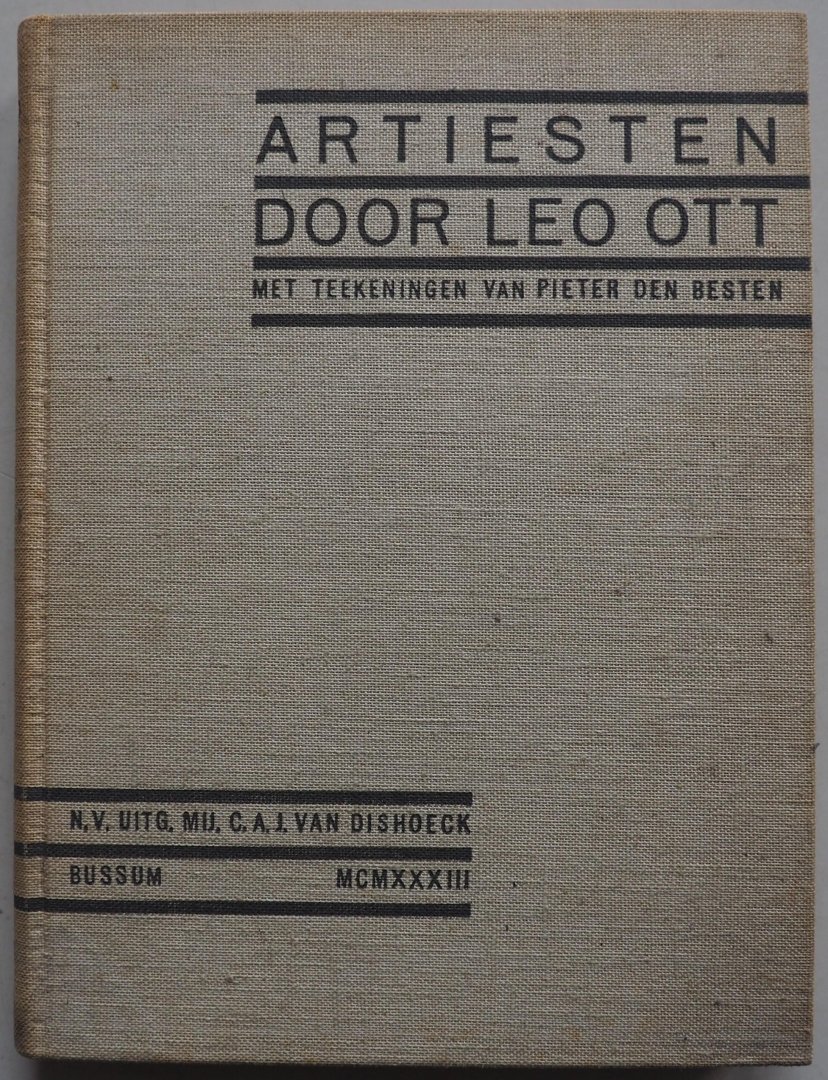 ARTIESTEN
DOOR LEO OTT
MET TEEKENINGEN VAN PIETER DEN BESTEN
N.V. UITG. MIJ. C.A.J. VAN DISHOECK
BUSSUM MCMXXXIII